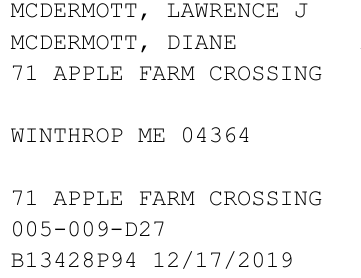 MCDERMOTT, LAWRENCE J
MCDERMOTT, DIANE
71 APPLE FARM CROSSING
WINTHROP ME 04364
71 APPLE FARM CROSSING
005-009-D27
B13428P94 12/17/2019